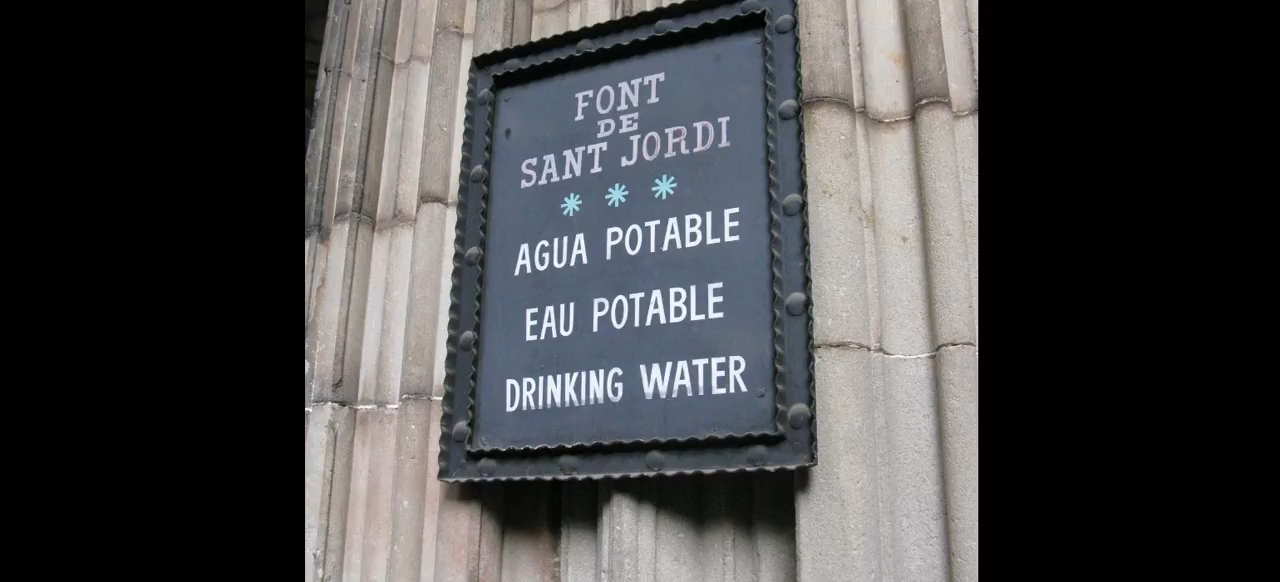 FONT
DE
SANT JORDI
* * *
AGUA POTABLE
EAU POTABLE
DRINKING WATER